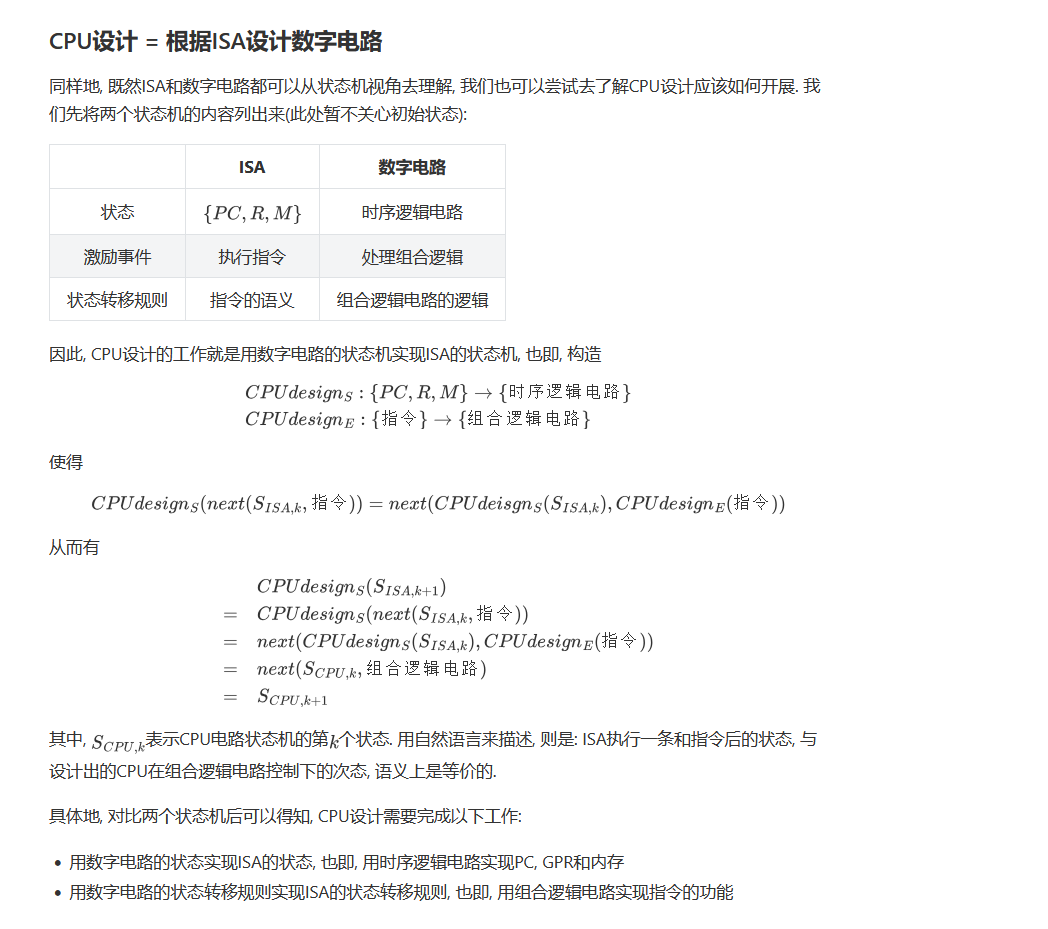 CPU设计 = 根据ISA设计数字电路
同样地, 既然ISA和数字电路都可以从状态机视角去理解, 我们也可以尝试去了解CPU设计应该如何开展. 我
们先将两个状态机的内容列出来(此处暂不关心初始状态):
ISA 数字电路
状态 {PC, R, M} 时序逻辑电路
激励事件 执行指令 处理组合逻辑
状态转移规则 指令的语义 组合逻辑电路的逻辑
因此, CPU设计的工作就是用数字电路的状态机实现ISA的状态机, 也即, 构造
CPUdesign_S : {PC, R, M} → {时序逻辑电路}
CPUdesign_E : {指令} → {组合逻辑电路}
使得
CPUdesign_S(next(S_{ISA,k}, 指令)) = next(CPUdeisgn_S(S_{ISA,k}), CPUdesign_E(指令))
从而有
CPUdesign_S(S_{ISA,k+1})
= CPUdesign_S(next(S_{ISA,k}, 指令))
= next(CPUdesign_S(S_{ISA,k}), CPUdesign_E(指令))
= next(S_{CPU,k}, 组合逻辑电路)
= S_{CPU,k+1}
其中, S_{CPU,k}表示CPU电路状态机的第k个状态. 用自然语言来描述, 则是: ISA执行一条和指令后的状态, 与
设计出的CPU在组合逻辑电路控制下的次态, 语义上是等价的.
具体地, 对比两个状态机后可以得知, CPU设计需要完成以下工作:
• 用数字电路的状态实现ISA的状态, 也即, 用时序逻辑电路实现PC, GPR和内存
• 用数字电路的状态转移规则实现ISA的状态转移规则, 也即, 用组合逻辑电路实现指令的功能